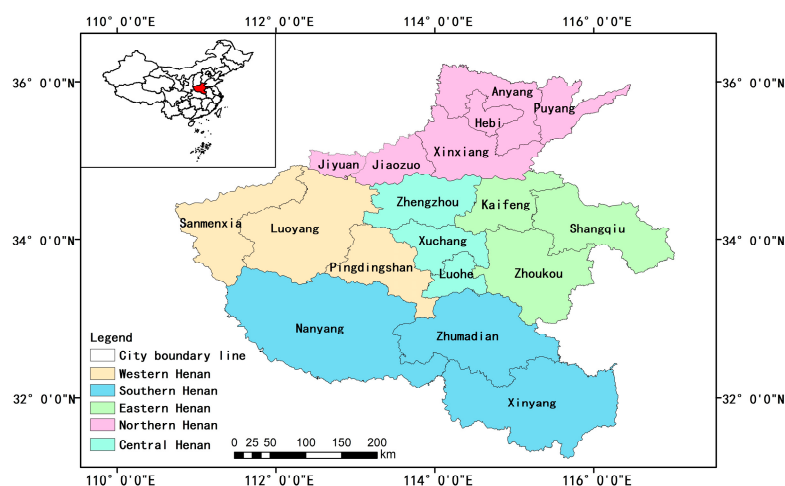 110° 0'0"E 112° 0'0"E 114° 0'0"E 116° 0'0"E
36° 0'0"N 36° 0'0"N
Anyang
Puyang
Hebi
Xinxiang
Jiyuan Jiaozuo
Zhengzhou Kaifeng
Sanmenxia Luoyang Shangqiu
34° 0'0"N 34° 0'0"N
Xuchang
Pingdingshan Luohe Zhoukou
Nanyang Zhumadian
Legend
City boundary line
Western Henan
Southern Henan
Eastern Henan
Northern Henan
Central Henan
32° 0'0"N 32° 0'0"N
Xinyang
0 25 50 100 150 200
km
110° 0'0"E 112° 0'0"E 114° 0'0"E 116° 0'0"E